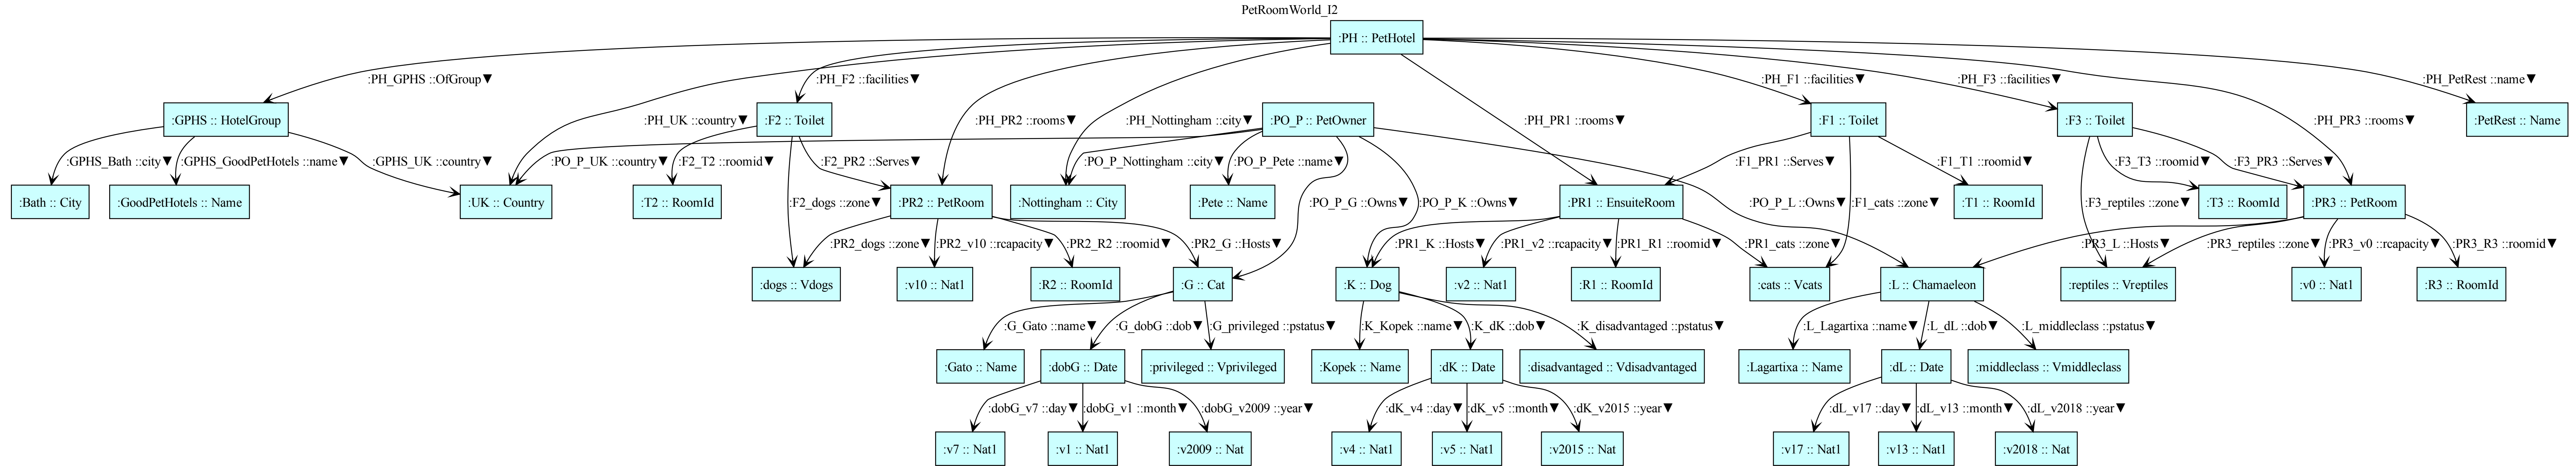 PetRoomWorld_I2
:PH :: PetHotel
:PH_GPHS ::OfGroup▼
:PH_F2 ::facilities▼
:PH_F1 ::facilities▼
:PH_F3 ::facilities▼
:PH_PetRest ::name▼
:GPHS :: HotelGroup
:PH_UK ::country▼
:F2 :: Toilet
:PH_PR2 ::rooms▼
:PH_Nottingham ::city▼
:PO_P :: PetOwner
:PH_PR1 ::rooms▼
:F1 :: Toilet
:F3 :: Toilet
:PH_PR3 ::rooms▼
:PetRest :: Name
:GPHS_Bath ::city▼
:GPHS_GoodPetHotels ::name▼
:GPHS_UK ::country▼
:PO_P_UK ::country▼
:F2_T2 ::roomid▼
:F2_PR2 ::Serves▼
:PO_P_Nottingham ::city▼
:PO_P_Pete ::name▼
:F1_PR1 ::Serves▼
:F1_T1 ::roomid▼
:F3_T3 ::roomid▼
:F3_PR3 ::Serves▼
:Bath :: City
:GoodPetHotels :: Name
:UK :: Country
:T2 :: RoomId
:F2_dogs ::zone▼
:PR2 :: PetRoom
:Nottingham :: City
:Pete :: Name
:PO_P_G ::Owns▼
:PO_P_K ::Owns▼
:PR1 :: EnsuiteRoom
:PO_P_L ::Owns▼
:F1_cats ::zone▼
:T1 :: RoomId
:F3_reptiles ::zone▼
:T3 :: RoomId
:PR3 :: PetRoom
:PR2_dogs ::zone▼
:PR2_v10 ::rcapacity▼
:PR2_R2 ::roomid▼
:PR2_G ::Hosts▼
:PR1_K ::Hosts▼
:PR1_v2 ::rcapacity▼
:PR1_R1 ::roomid▼
:PR1_cats ::zone▼
:PR3_L ::Hosts▼
:PR3_reptiles ::zone▼
:PR3_v0 ::rcapacity▼
:PR3_R3 ::roomid▼
:dogs :: Vdogs
:v10 :: Nat1
:R2 :: RoomId
:G :: Cat
:K :: Dog
:v2 :: Nat1
:R1 :: RoomId
:cats :: Vcats
:L :: Chamaeleon
:reptiles :: Vreptiles
:v0 :: Nat1
:R3 :: RoomId
:G_Gato ::name▼
:G_dobG ::dob▼
:G_privileged ::pstatus▼
:K_Kopek ::name▼
:K_dK ::dob▼
:K_disadvantaged ::pstatus▼
:L_Lagartixa ::name▼
:L_dL ::dob▼
:L_middleclass ::pstatus▼
:Gato :: Name
:dobG :: Date
:privileged :: Vprivileged
:Kopek :: Name
:dK :: Date
:disadvantaged :: Vdisadvantaged
:Lagartixa :: Name
:dL :: Date
:middleclass :: Vmiddleclass
:dobG_v7 ::day▼
:dobG_v1 ::month▼
:dobG_v2009 ::year▼
:dK_v4 ::day▼
:dK_v5 ::month▼
:dK_v2015 ::year▼
:dL_v17 ::day▼
:dL_v13 ::month▼
:dL_v2018 ::year▼
:v7 :: Nat1
:v1 :: Nat1
:v2009 :: Nat
:v4 :: Nat1
:v5 :: Nat1
:v2015 :: Nat
:v17 :: Nat1
:v13 :: Nat1
:v2018 :: Nat